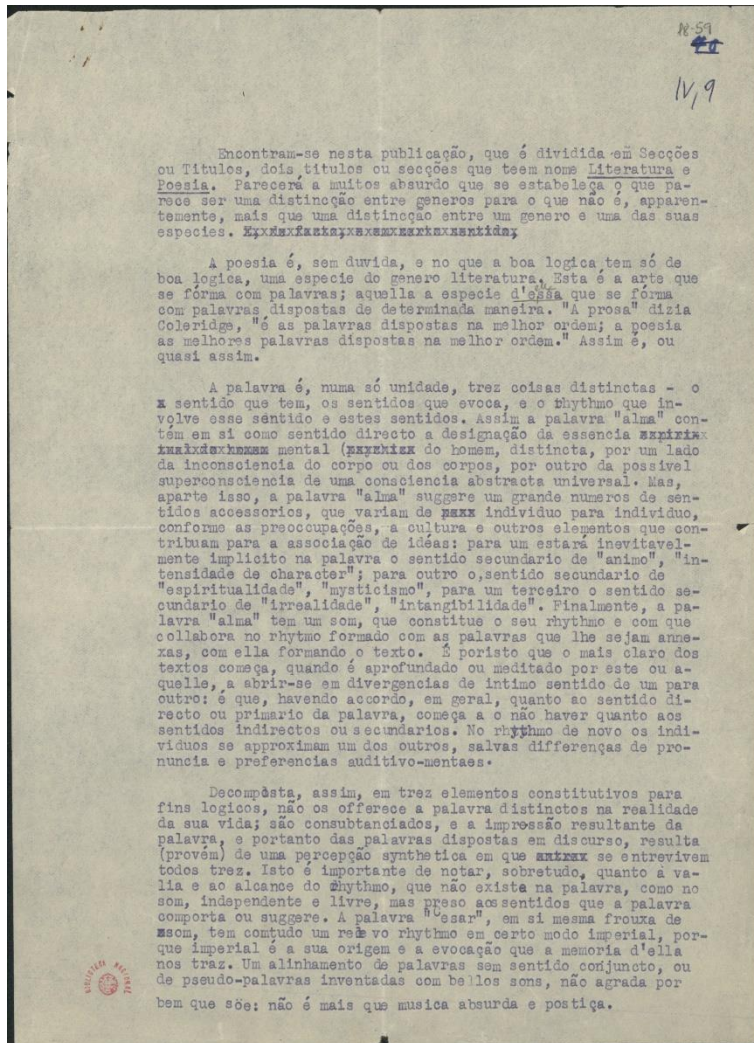 18-59
IV, 9
Encontram-se nesta publicação, que é dividida em Secções
ou Titulos, dois titulos ou secções que teem nome Literatura e
Poesia. Parecerá a muitos absurdo que se estabeleça o que pa-
rece ser uma distincção entre generos para o que não é, apparen-
temente, mais que uma distincção entre um genero e uma das suas
especies. E, de facto, a um certo sentido,
A poesia é, sem duvida, e no que a boa logica tem só de
boa logica, uma especie do genero literatura. Esta é a arte que
se fórma com palavras; aquella a especie d'essa que se fórma
com palavras dispostas de determinada maneira. "A prosa" dizia
Coleridge, "é as palavras dispostas na melhor ordem; a poesia
as melhores palavras dispostas na melhor ordem." Assim é, ou
quasi assim.
A palavra é, numa só unidade, trez coisas distinctas - o
x sentido que tem, os sentidos que evoca, e o rhythmo que in-
volve esse sentido e estes sentidos. Assim a palavra "alma" con-
tém em si como sentido directo a designação da essencia
mental ( do homem, distincta, por um lado
da inconsciencia do corpo ou dos corpos, por outro da possivel
superconsciencia de uma consciencia abstracta universal. Mas,
aparte isso, a palavra "alma" suggere um grande numeros de sen-
tidos accessorios, que variam de individuo para individuo,
conforme as preoccupações, a cultura e outros elementos que con-
tribuam para a associação de idéas: para um estará inevitavel-
mente implicito na palavra o sentido secundario de "animo", "in-
tensidade de character"; para outro o,sentido secundario de
"espiritualidade", "mysticismo", para um terceiro o sentido se-
cundario de "irrealidade", "intangibilidade". Finalmente, a pa-
lavra "alma" tem um som, que constitue o seu rhythmo e com que
collabora no rhytmo formado com as palavras que lhe sejam anne-
xas, com ella formando o texto. É poristo que o mais claro dos
textos começa, quando é aprofundado ou meditado por este ou a-
quelle, a abrir-se em divergencias de intimo sentido de um para
outro: é que, havendo accordo, em geral, quanto ao sentido di-
recto ou primario da palavra, começa a o não haver quanto aos
sentidos indirectos ou secundarios. No rhythmo de novo os indi-
viduos se approximam um dos outros, salvas differenças de pro-
nuncia e preferencias auditivo-mentaes.
Decomposta, assim, em trez elementos constitutivos para
fins logicos, não os offerece a palavra distinctos na realidade
da sua vida; são consubtanciados, e a impressão resultante da
palavra, e portanto das palavras dispostas em discurso, resulta
(provém) de uma percepção synthetica em que se entrevivem
todos trez. Isto é importante de notar, sobretudo, quanto á va-
lia e ao alcance do rhythmo, que não existe na palavra, como no
som, independente e livre, mas preso aos sentidos que a palavra
comporta ou suggere. A palavra "Cesar", em si mesma frouxa de
som, tem comtudo um rele vo rhythmo em certo modo imperial, por-
que imperial é a sua origem e a evocação que a memoria d'ella
nos traz. Um alinhamento de palavras sem sentido conjuncto, ou
de pseudo-palavras inventadas com bellos sons, não agrada por
bem que sôe: não é mais que musica absurda e postiça.
BIBLIOTECA NACIONAL